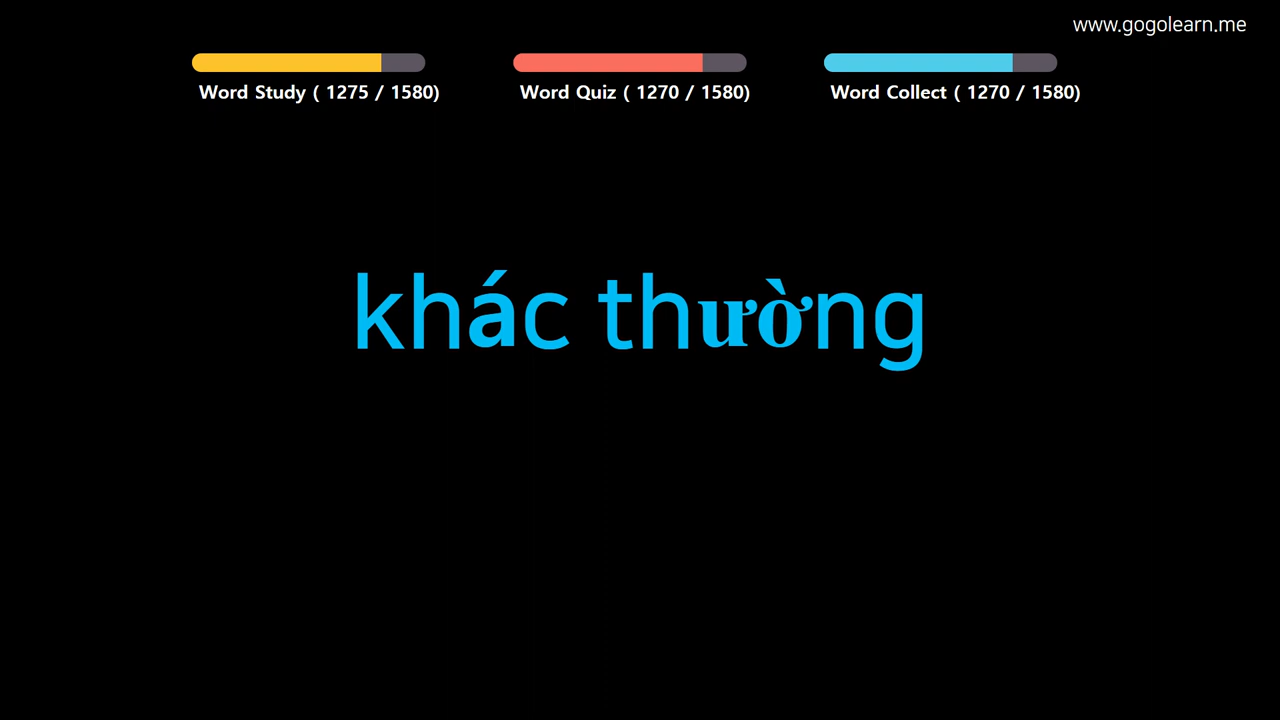 www.gogolearn.me
Word Study ( 1275 / 1580)
Word Quiz ( 1270 / 1580)
Word Collect ( 1270 / 1580)
khác thường